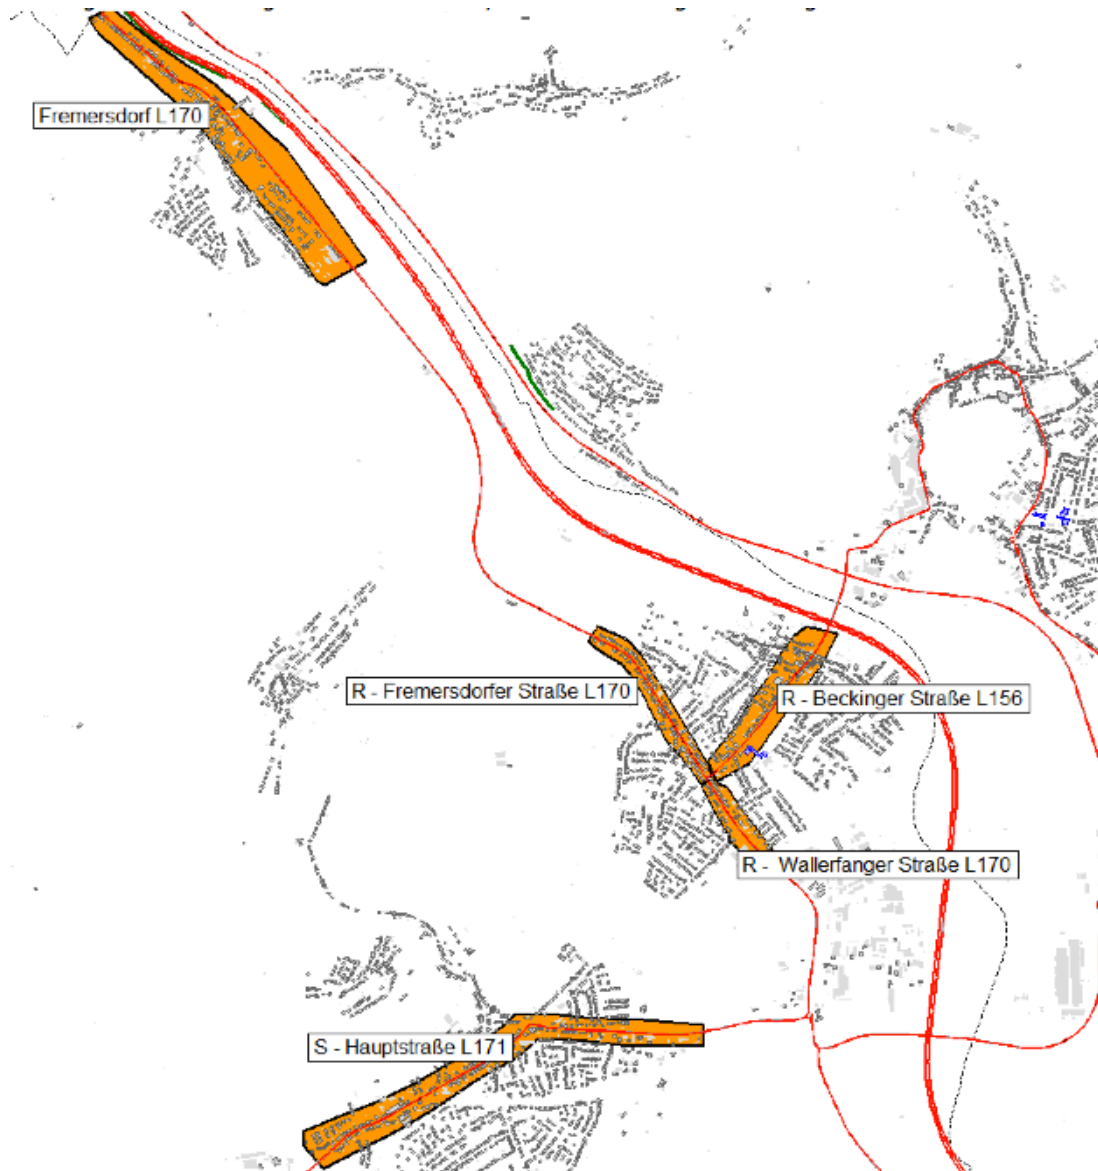 Fremersdorf L170
R - Fremersdorfer Straße L170
R - Beckinger Straße L156
R - Wallerfanger Straße L170
S - Hauptstraße L171